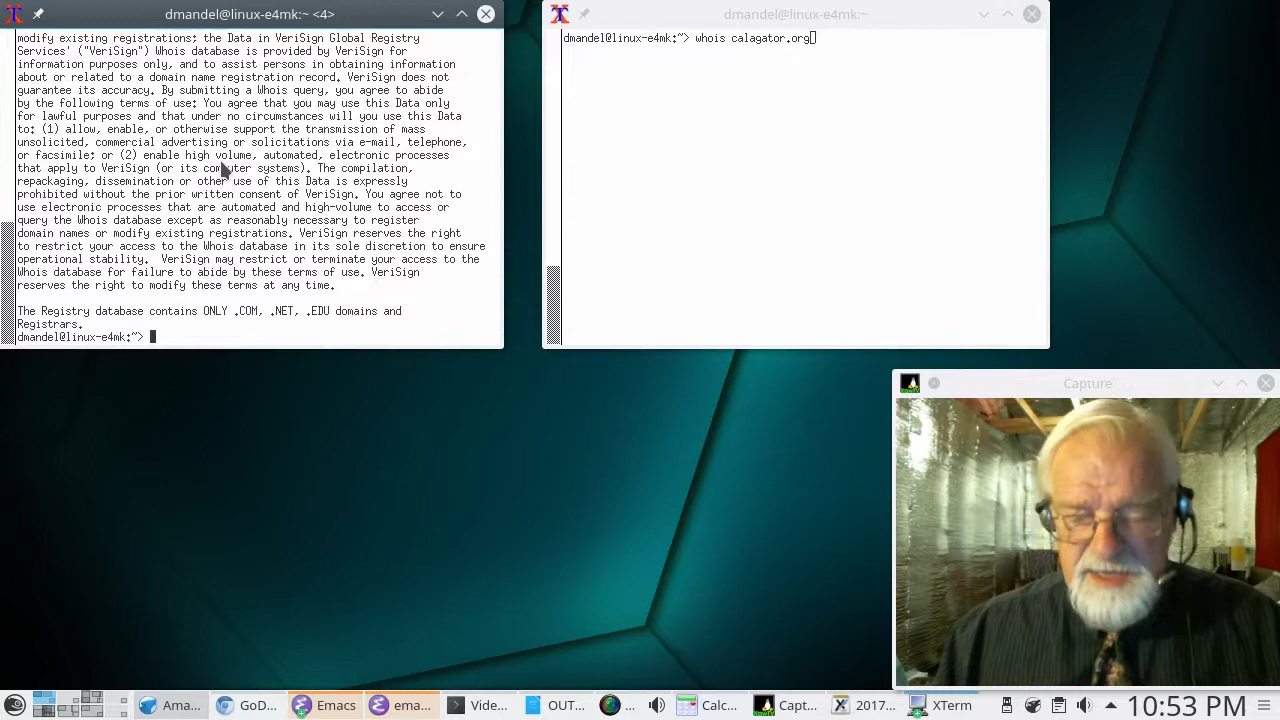 dmandel@linux-e4mk:~ <4>
modify existing registrations; the Data in VeriSign Global Registry
Services' ("VeriSign") Whois database is provided by VeriSign for
information purposes only, and to assist persons in obtaining information
about or related to a domain name registration record. VeriSign does not
guarantee its accuracy. By submitting a Whois query, you agree to abide
by the following terms of use: You agree that you may use this Data only
for lawful purposes and that under no circumstances will you use this Data
to: (1) allow, enable, or otherwise support the transmission of mass
unsolicited, commercial advertising or solicitations via e-mail, telephone,
or facsimile; or (2) enable high volume, automated, electronic processes
that apply to VeriSign (or its computer systems). The compilation,
repackaging, dissemination or other use of this Data is expressly
prohibited without the prior written consent of VeriSign. You agree not to
use electronic processes that are automated and high-volume to access or
query the Whois database except as reasonably necessary to register
domain names or modify existing registrations. VeriSign reserves the right
to restrict your access to the Whois database in its sole discretion to ensure
operational stability.  VeriSign may restrict or terminate your access to the
Whois database for failure to abide by these terms of use. VeriSign
reserves the right to modify these terms at any time.
The Registry database contains ONLY .COM, .NET, .EDU domains and
Registrars.
dmandel@linux-e4mk:~>
dmandel@linux-e4mk:~
dmandel@linux-e4mk:~> whois calagator.org
Capture
Ama... GoD... Emacs ema... Vide... OUT... ... Calc... Capt... 2017... XTerm 10:53 PM